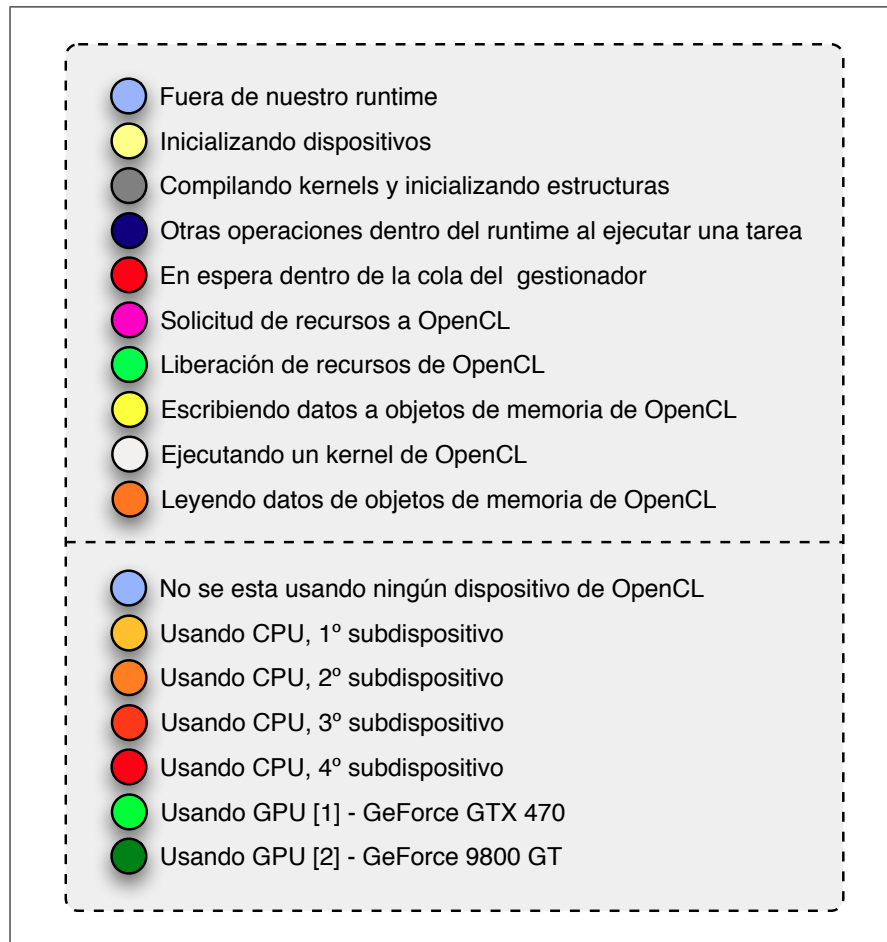 Fuera de nuestro runtime
Inicializando dispositivos
Compilando kernels y inicializando estructuras
Otras operaciones dentro del runtime al ejecutar una tarea
En espera dentro de la cola del gestionador
Solicitud de recursos a OpenCL
Liberación de recursos de OpenCL
Escribiendo datos a objetos de memoria de OpenCL
Ejecutando un kernel de OpenCL
Leyendo datos de objetos de memoria de OpenCL
No se esta usando ningún dispositivo de OpenCL
Usando CPU, 1º subdispositivo
Usando CPU, 2º subdispositivo
Usando CPU, 3º subdispositivo
Usando CPU, 4º subdispositivo
Usando GPU [1] - GeForce GTX 470
Usando GPU [2] - GeForce 9800 GT